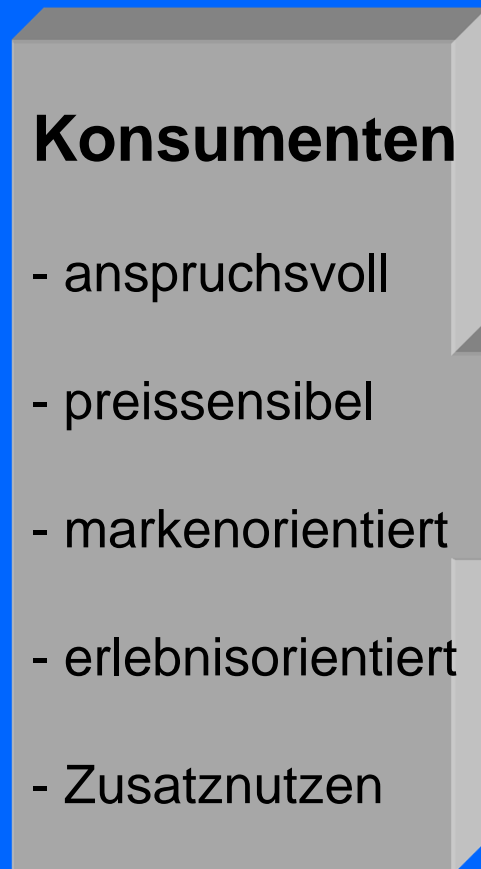 Konsumenten
- anspruchsvoll
- preissensibel
- markenorientiert
- erlebnisorientiert
- Zusatznutzen